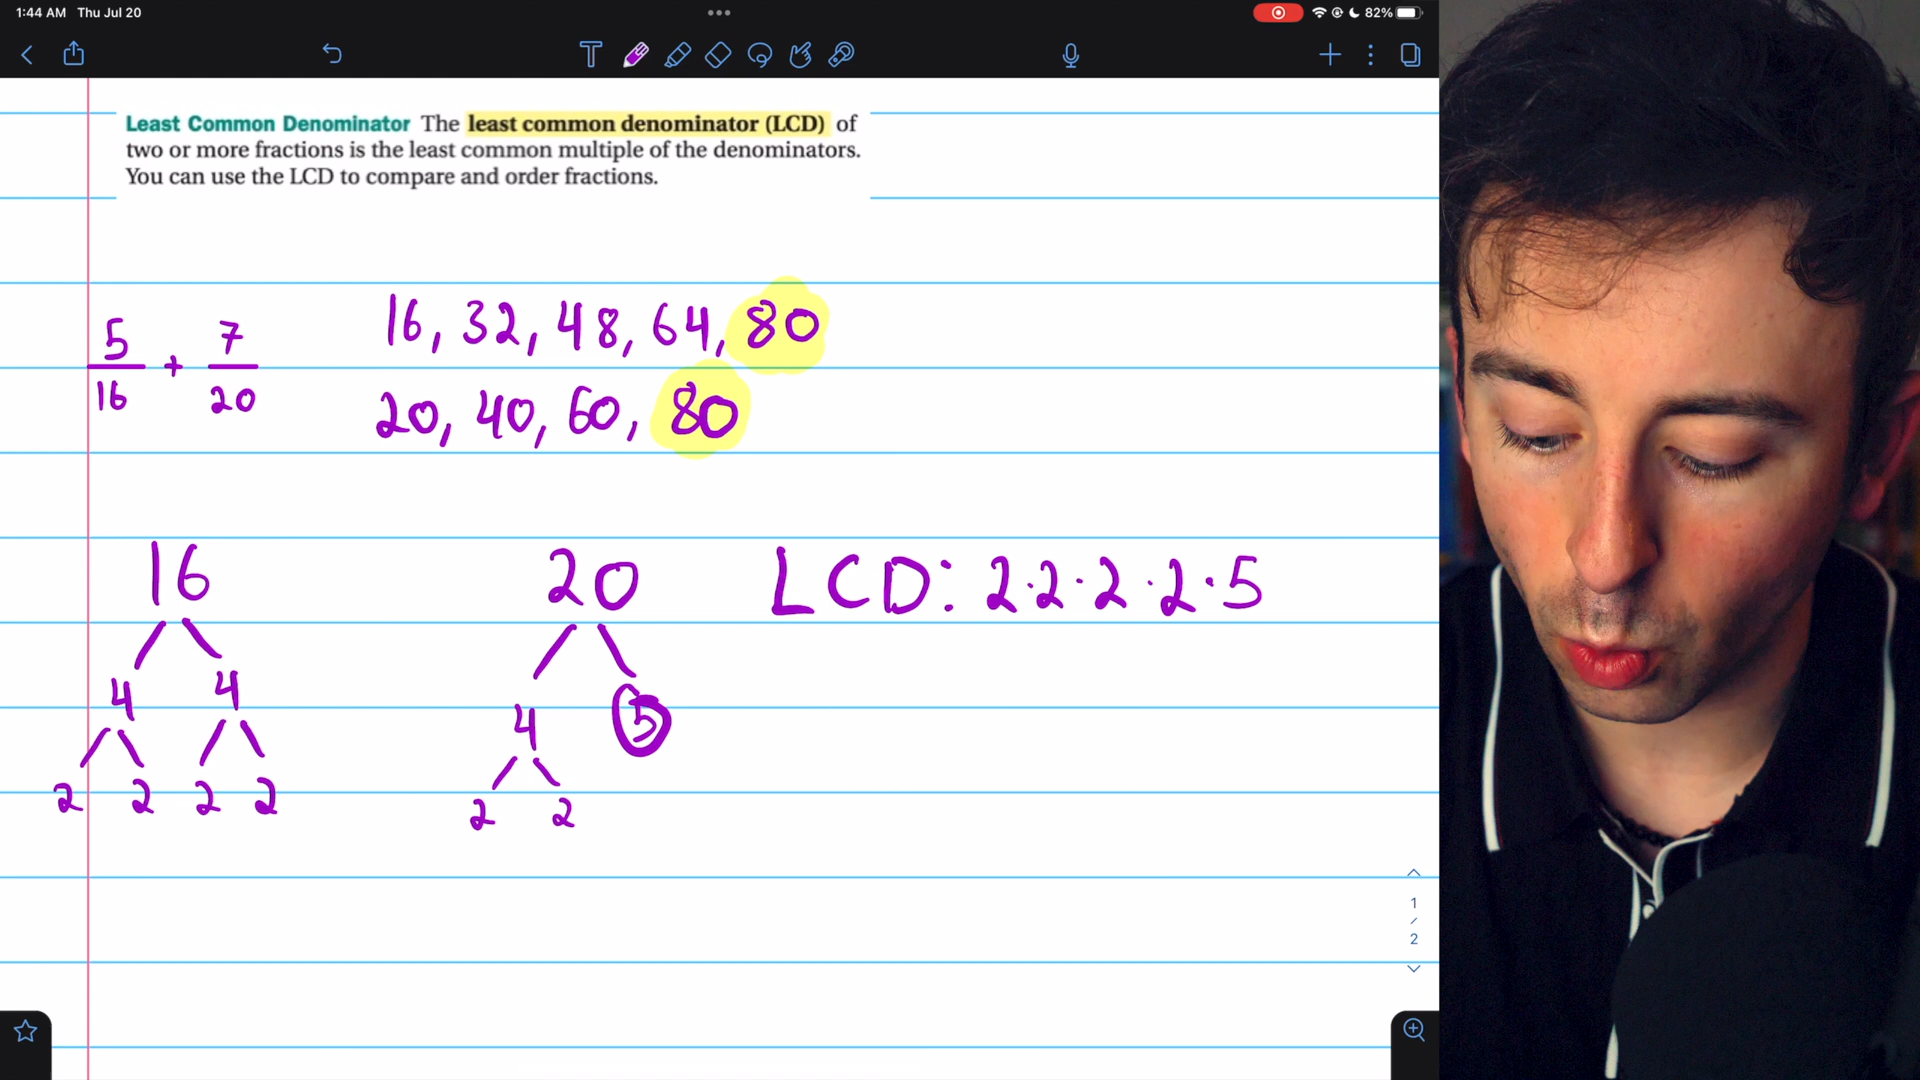 1:44 AM Thu Jul 20
82%
Least Common Denominator The least common denominator (LCD) of
two or more fractions is the least common multiple of the denominators.
You can use the LCD to compare and order fractions.
5/16 + 7/20
16, 32, 48, 64, 80
20, 40, 60, 80
16
4 4
2 2 2 2
20
4 5
2 2
LCD: 2·2·2·2·5
1
/
2